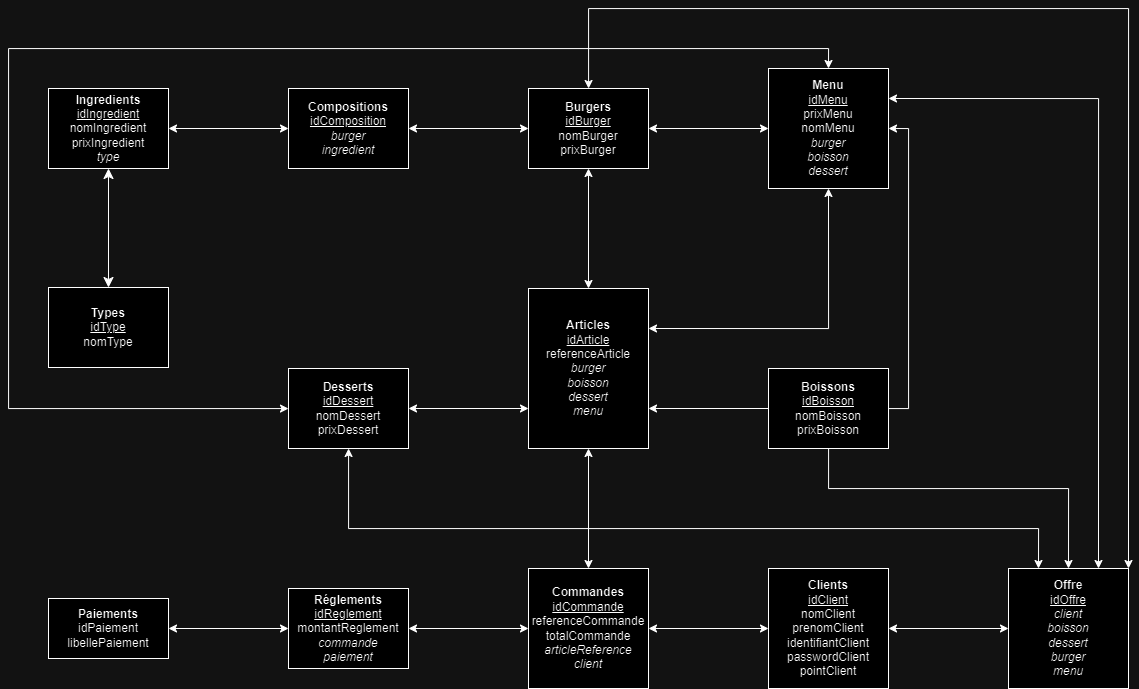 Ingredients
idIngredient
nomIngredient
prixIngredient
type
Compositions
idComposition
burger
ingredient
Burgers
idBurger
nomBurger
prixBurger
Menu
idMenu
prixMenu
nomMenu
burger
boisson
dessert
Types
idType
nomType
Articles
idArticle
referenceArticle
burger
boisson
dessert
menu
Desserts
idDessert
nomDessert
prixDessert
Boissons
idBoisson
nomBoisson
prixBoisson
Paiements
idPaiement
libellePaiement
Réglements
idReglement
montantReglement
commande
paiement
Commandes
idCommande
referenceCommande
totalCommande
articleReference
client
Clients
idClient
nomClient
prenomClient
identifiantClient
passwordClient
pointClient
Offre
idOffre
client
boisson
dessert
burger
menu